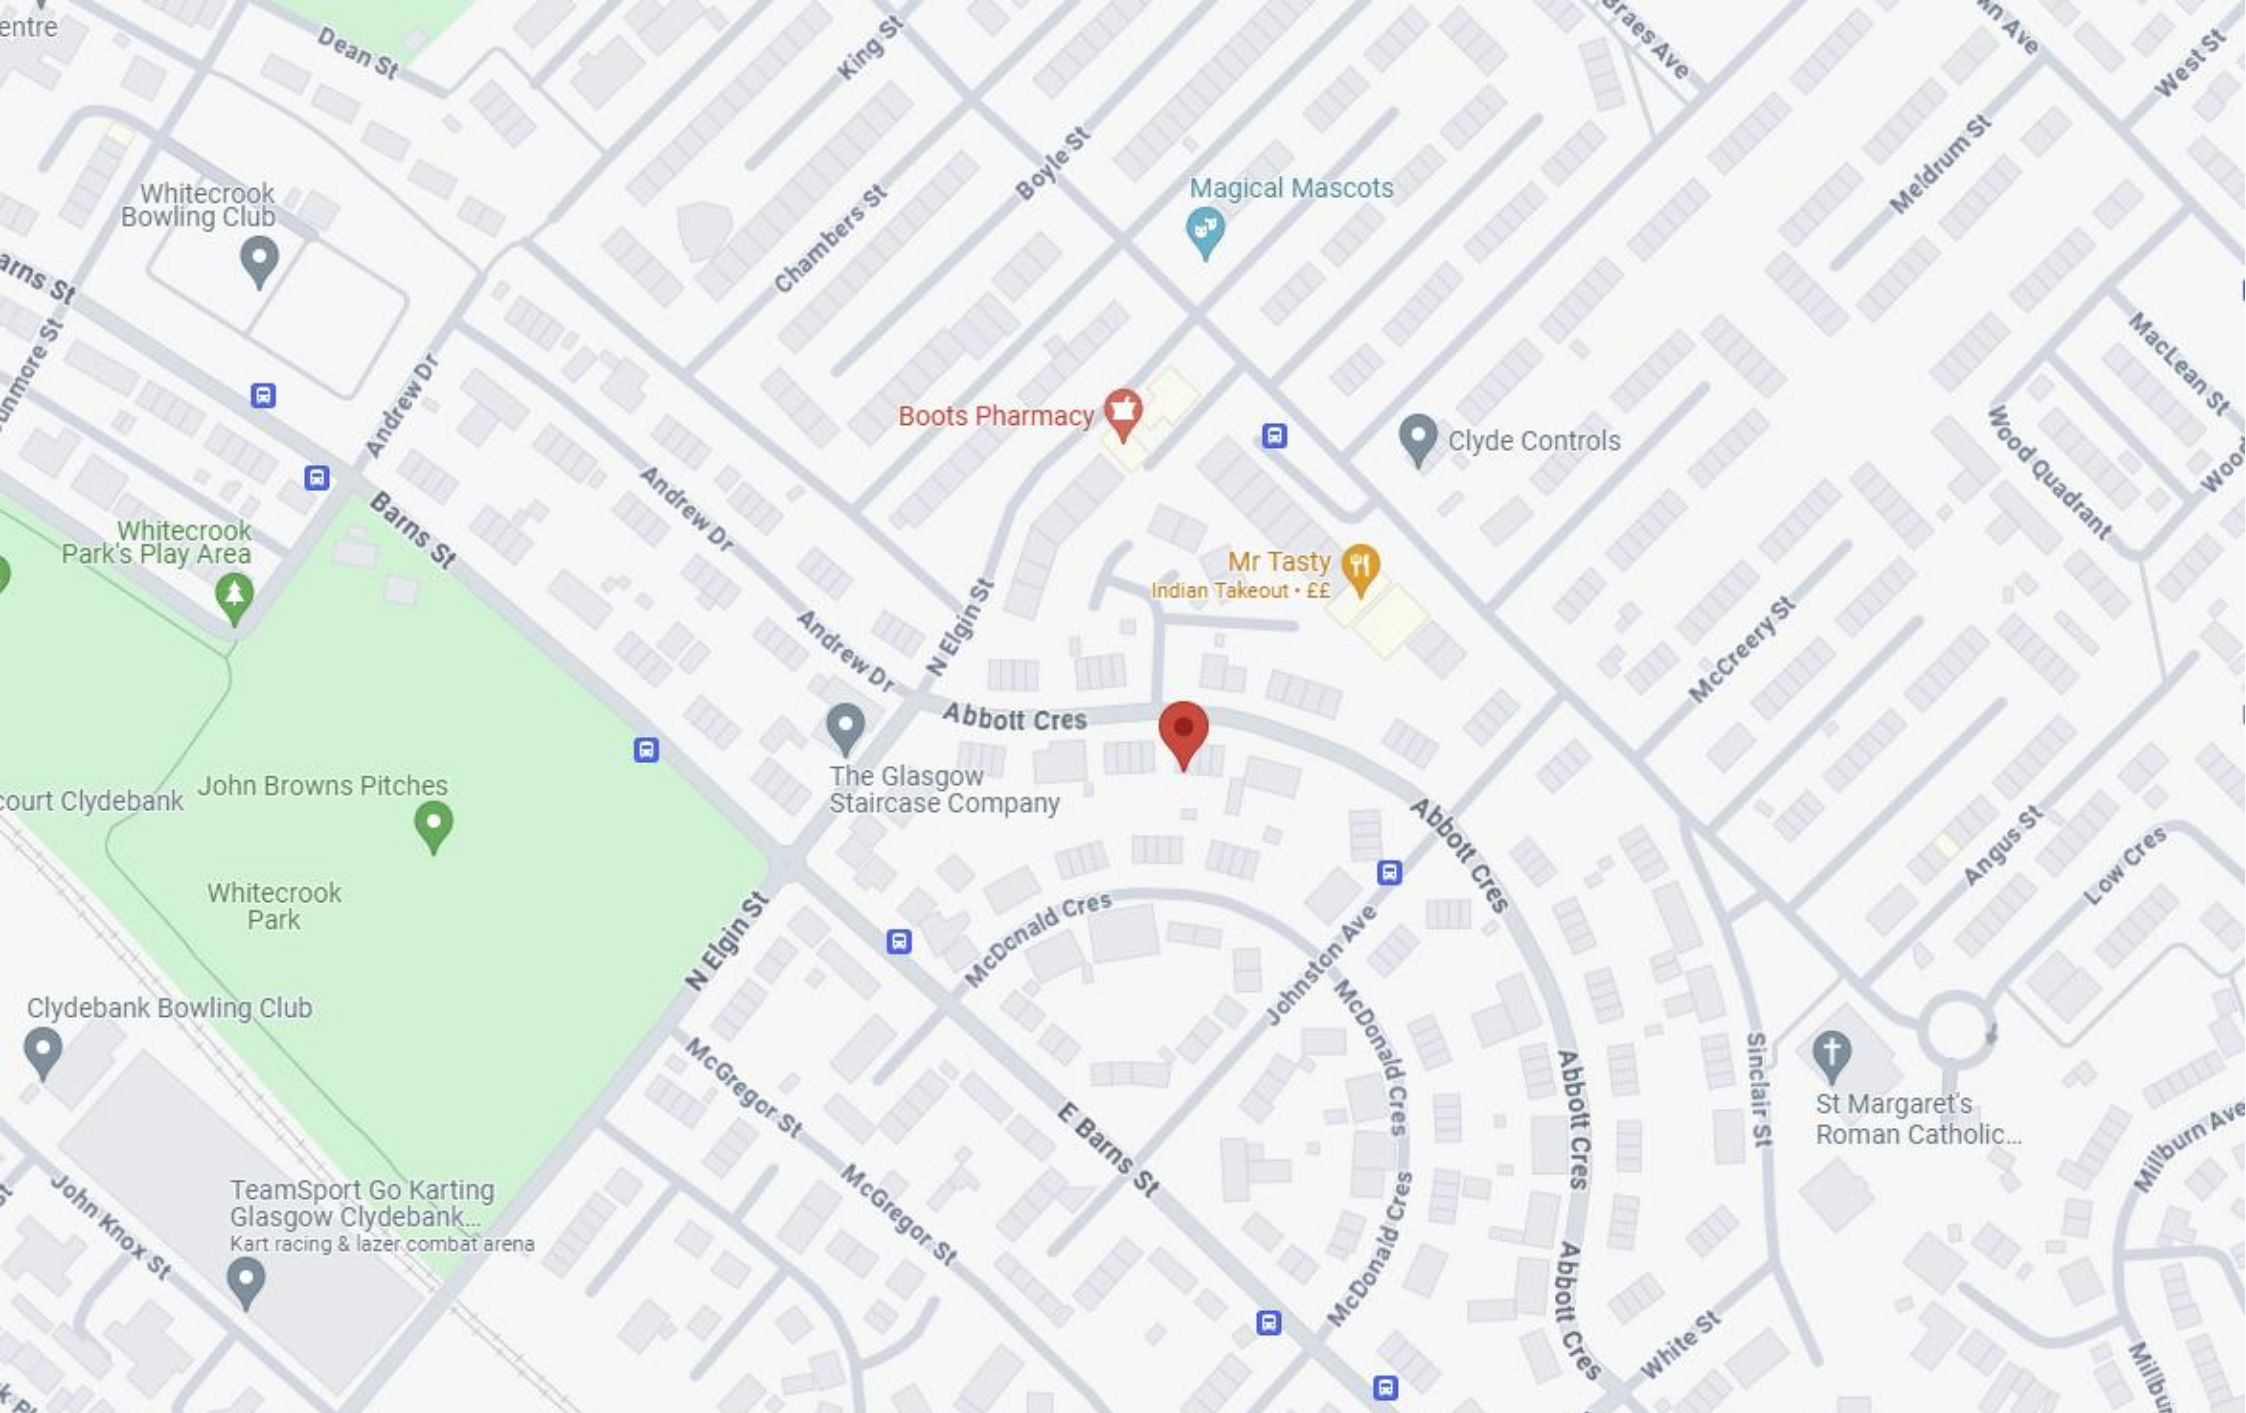 entre
Dean St
King St
Braes Ave
West St
Boyle St
Meldrum St
Whitecrook
Bowling Club
Magical Mascots
Chambers St
arns St
MacLean St
Andrew Dr
Boots Pharmacy
Clyde Controls
Wood Quadrant
Wood
Andrew Dr
Barns St
Whitecrook
Park's Play Area
Mr Tasty
Indian Takeout • ££
N Elgin St
Andrew Dr
McCreery St
Abbott Cres
The Glasgow
Staircase Company
John Browns Pitches
court Clydebank
Abbott Cres
Angus St
Low Cres
Whitecrook
Park
McDonald Cres
N Elgin St
Johnston Ave
Clydebank Bowling Club
McGregor St
McDonald Cres
Abbott Cres
Sinclair St
St Margaret's
Roman Catholic...
E Barns St
Millburn Ave
McGregor St
McDonald Cres
John Knox St
TeamSport Go Karting
Glasgow Clydebank...
Kart racing & lazer combat arena
Abbott Cres
White St
Millbur